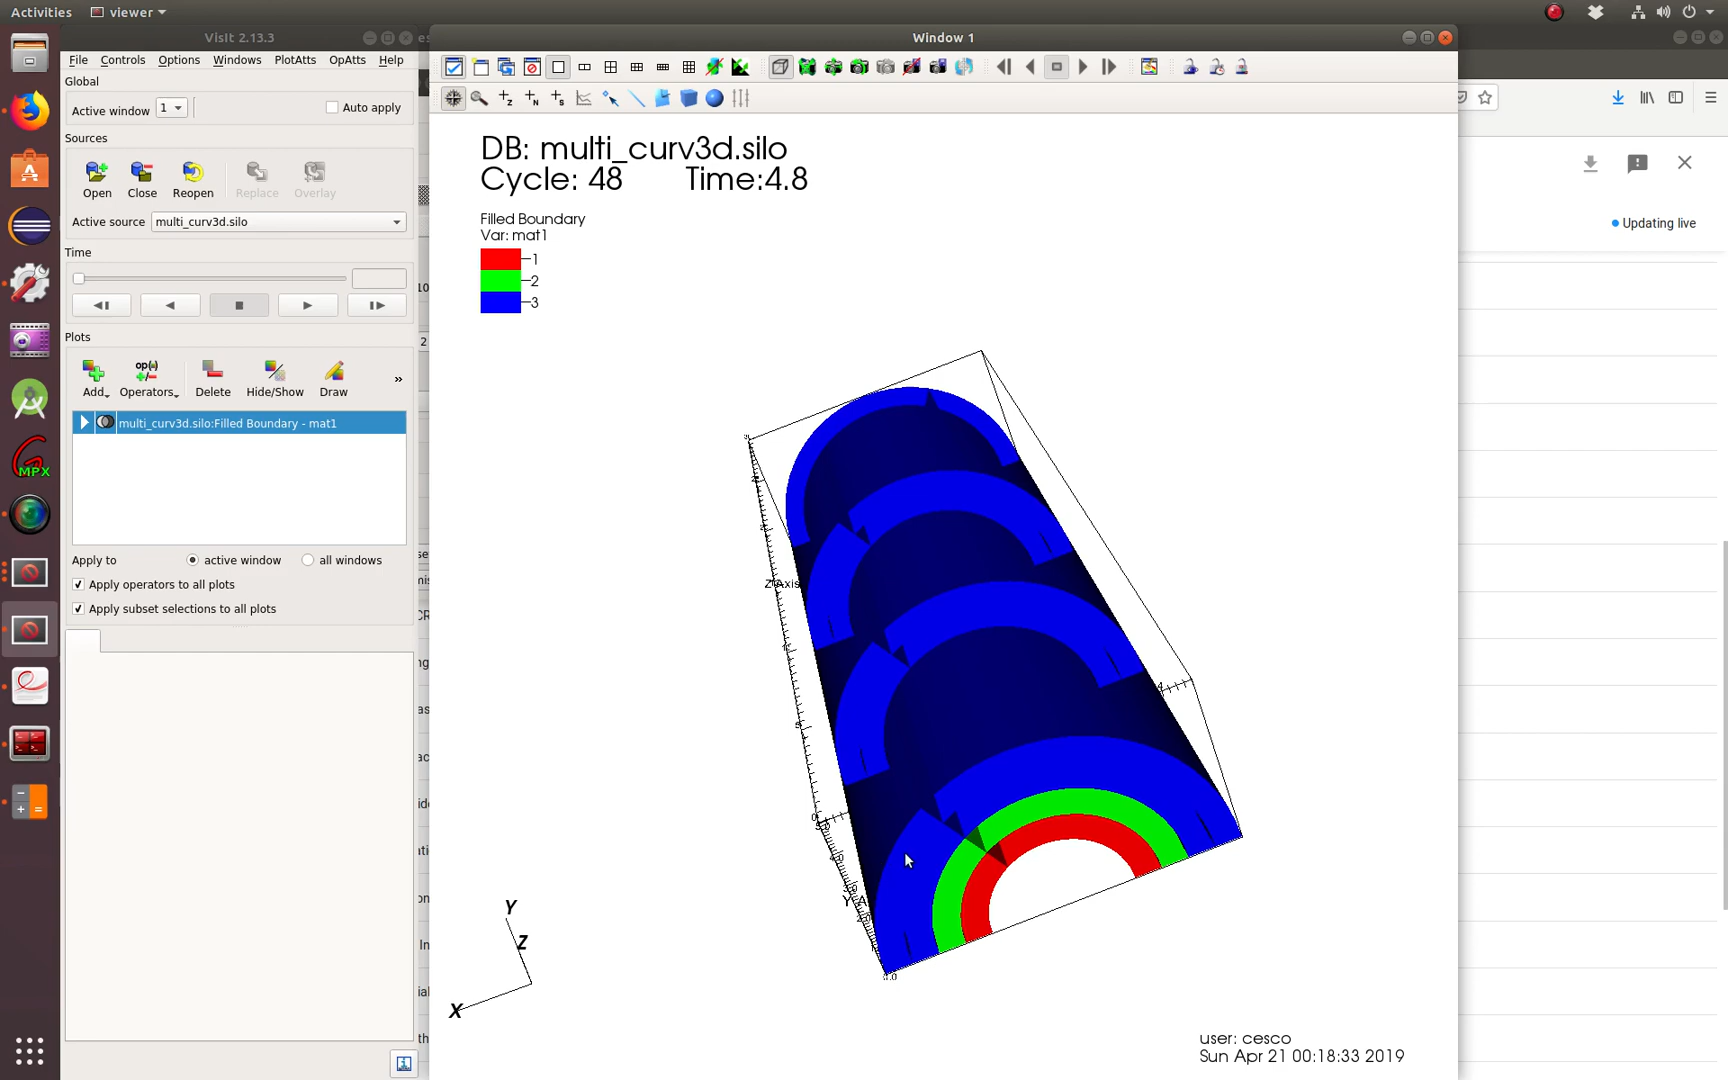 Activities
viewer
VisIt 2.13.3
Window 1
File Controls Options Windows PlotAtts OpAtts Help
Global
Active window 1
Auto apply
Sources
Open Close Reopen Replace Overlay
Active source multi_curv3d.silo
Time
Plots
Add Operators Delete Hide/Show Draw
»
multi_curv3d.silo:Filled Boundary - mat1
Apply to active window all windows
Apply operators to all plots
Apply subset selections to all plots
DB: multi_curv3d.silo
Cycle: 48 Time:4.8
Filled Boundary
Var: mat1
1
2
3
Y
Z
X
user: cesco
Sun Apr 21 00:18:33 2019
Updating live
MPX